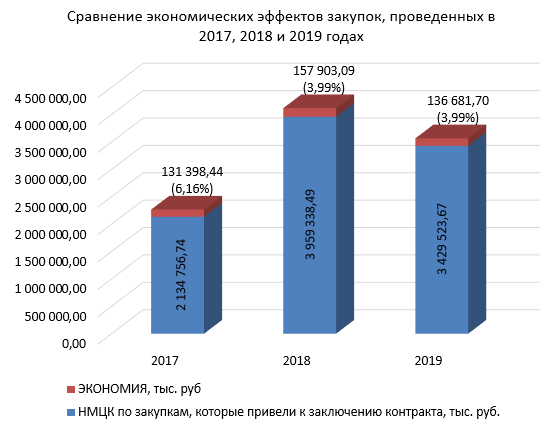 Сравнение экономических эффектов закупок, проведенных в
2017, 2018 и 2019 годах
157 903,09
(3,99%)
136 681,70
(3,99%)
131 398,44
(6,16%)
4 500 000,00
4 000 000,00
3 500 000,00
3 000 000,00
2 500 000,00
2 000 000,00
1 500 000,00
1 000 000,00
500 000,00
0,00
2 134 756,74
3 959 338,49
3 429 523,67
2017
2018
2019
ЭКОНОМИЯ, тыс. руб
НМЦК по закупкам, которые привели к заключению контракта, тыс. руб.